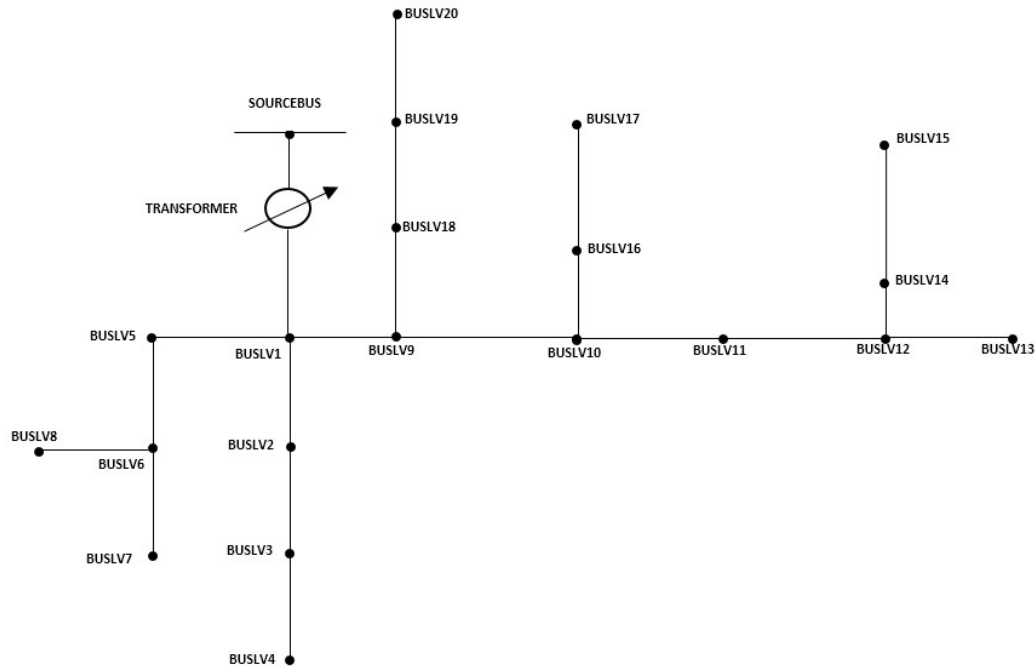 BUSLV20
SOURCEBUS
BUSLV19
BUSLV17
BUSLV15
TRANSFORMER
BUSLV18
BUSLV16
BUSLV14
BUSLV5
BUSLV1
BUSLV9
BUSLV10
BUSLV11
BUSLV12
BUSLV13
BUSLV8
BUSLV2
BUSLV6
BUSLV3
BUSLV7
BUSLV4